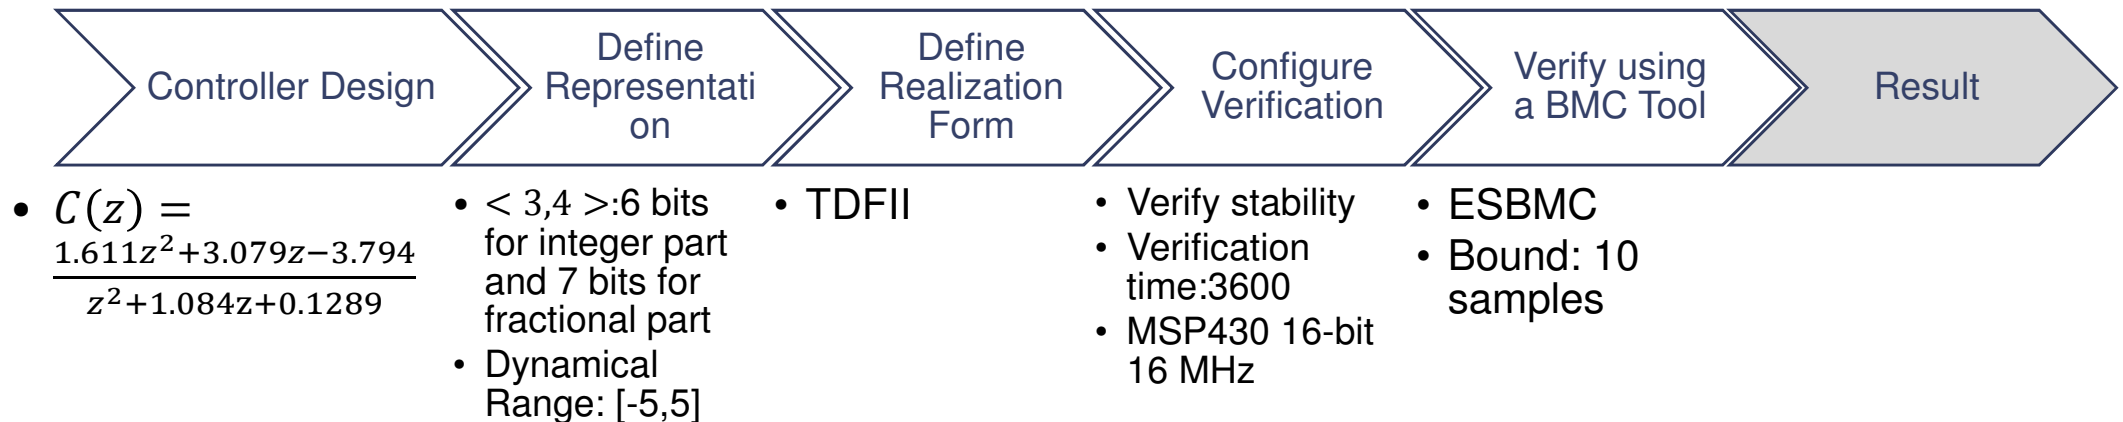 Controller Design
Define
Representati
on
Define
Realization
Form
Configure
Verification
Verify using
a BMC Tool
Result
• C(z) =
1.611z²+3.079z−3.794
z²+1.084z+0.1289
• < 3,4 >:6 bits
for integer part
and 7 bits for
fractional part
• Dynamical
Range: [-5,5]
• TDFII
• Verify stability
• Verification
time:3600
• MSP430 16-bit
16 MHz
• ESBMC
• Bound: 10
samples